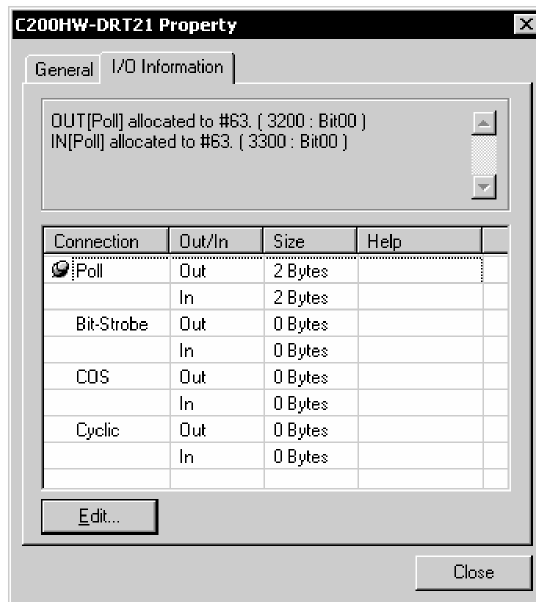 C200HW-DRT21 Property
General I/O Information
OUT[Poll] allocated to #63. ( 3200 : Bit00 )
IN[Poll] allocated to #63. ( 3300 : Bit00 )
Connection Out/In Size Help
Poll Out 2 Bytes
In 2 Bytes
Bit-Strobe Out 0 Bytes
In 0 Bytes
COS Out 0 Bytes
In 0 Bytes
Cyclic Out 0 Bytes
In 0 Bytes
Edit...
Close